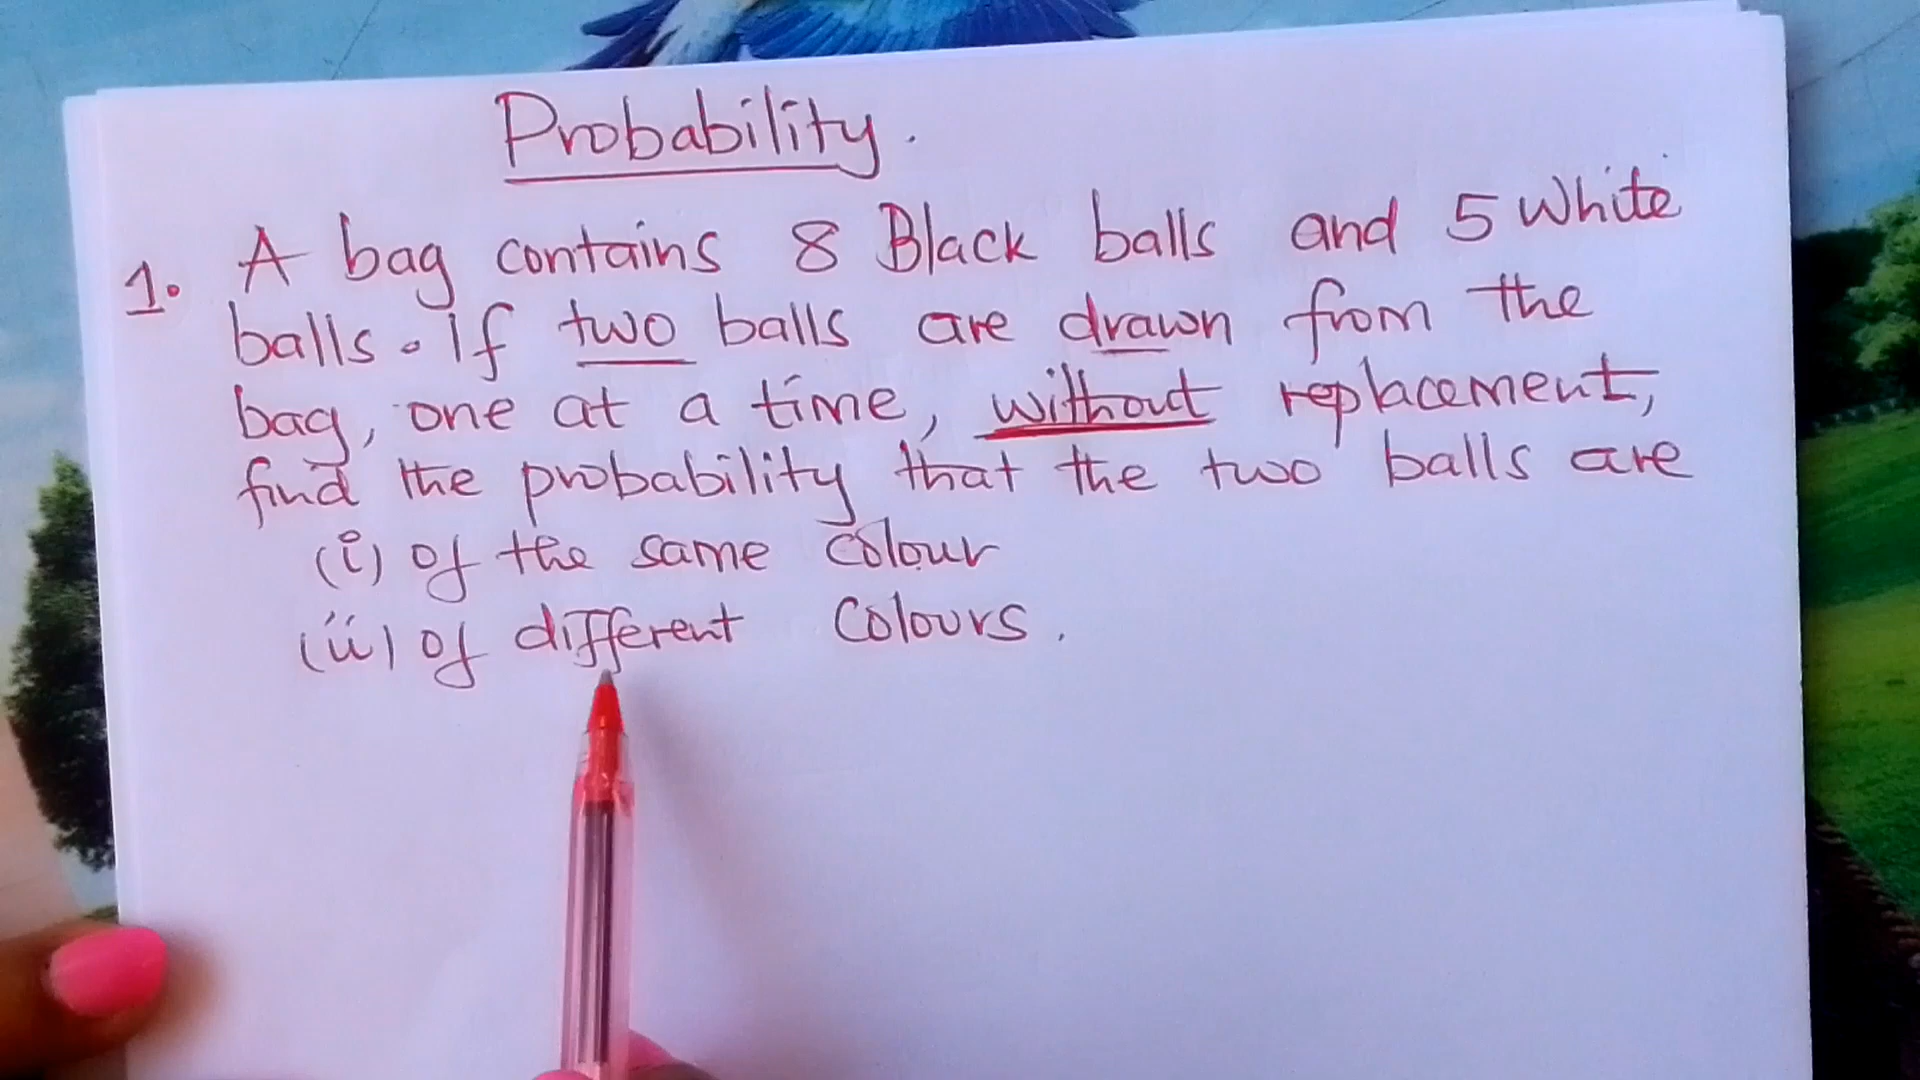 Probability.
1. A bag contains 8 Black balls and 5 White
balls. If two balls are drawn from the
bag, one at a time, without replacement,
find the probability that the two balls are
(i) of the same colour
(ii) of different colours.